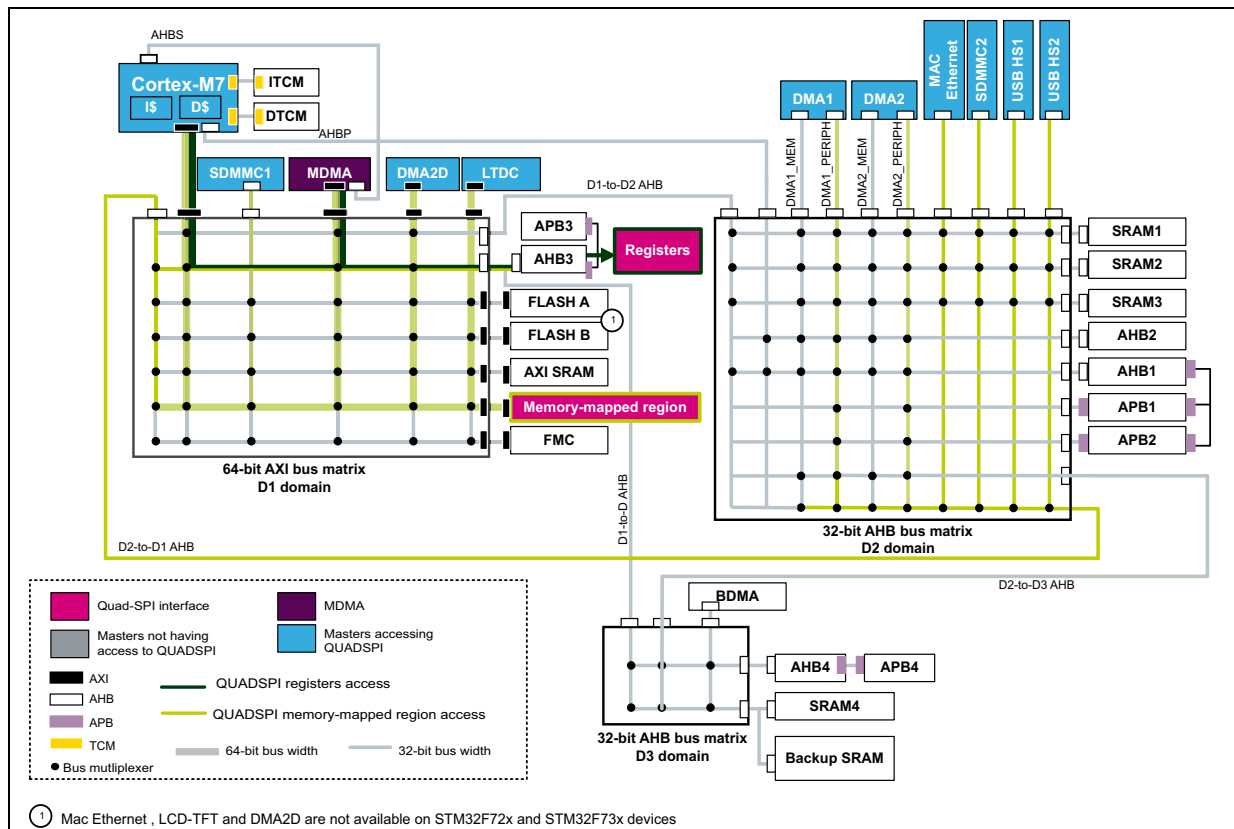 AHBS
Cortex-M7
I$
D$
ITCM
DTCM
AHBP
SDMMC1
MDMA
DMA2D
LTDC
DMA1
DMA2
MAC
Ethernet
SDMMC2
USB HS1
USB HS2
DMA1_MEM
DMA1_PERIPH
DMA2_MEM
DMA2_PERIPH
D1-to-D2 AHB
APB3
AHB3
Registers
FLASH A
1
FLASH B
AXI SRAM
Memory-mapped region
FMC
64-bit AXI bus matrix
D1 domain
SRAM1
SRAM2
SRAM3
AHB2
AHB1
APB1
APB2
32-bit AHB bus matrix
D2 domain
D1-to-D AHB
D2-to-D1 AHB
D2-to-D3 AHB
BDMA
AHB4
APB4
SRAM4
Backup SRAM
32-bit AHB bus matrix
D3 domain
Quad-SPI interface
MDMA
Masters not having
access to QUADSPI
Masters accessing
QUADSPI
AXI
AHB
APB
TCM
QUADSPI registers access
QUADSPI memory-mapped region access
64-bit bus width
32-bit bus width
Bus mutliplexer
1 Mac Ethernet , LCD-TFT and DMA2D are not available on STM32F72x and STM32F73x devices